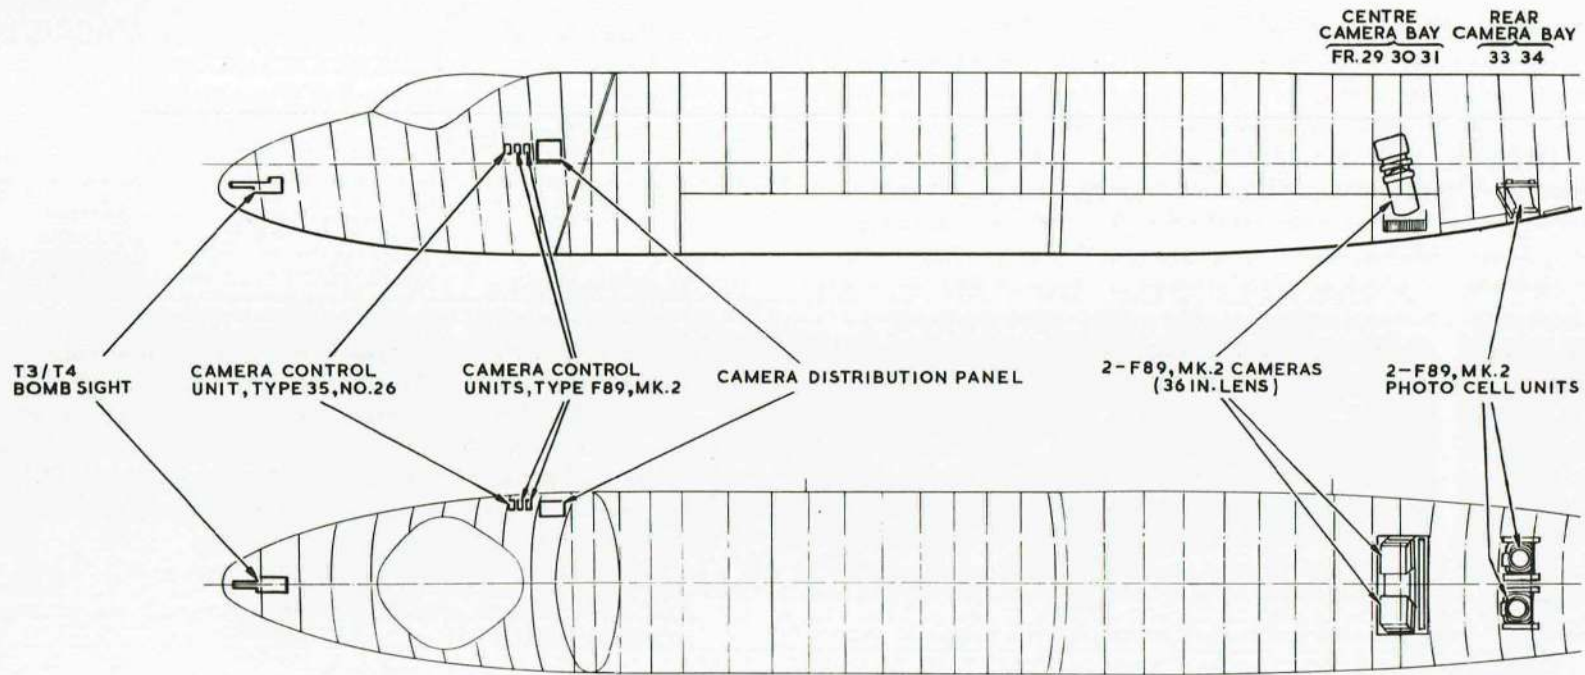 CENTRE
CAMERA BAY
FR. 29 30 31
REAR
CAMERA BAY
33 34
T3/T4
BOMB SIGHT
CAMERA CONTROL
UNIT, TYPE 35, NO.26
CAMERA CONTROL
UNITS, TYPE F89, MK.2
CAMERA DISTRIBUTION PANEL
2-F89, MK.2 CAMERAS
(36 IN. LENS)
2-F89, MK.2
PHOTO CELL UNITS